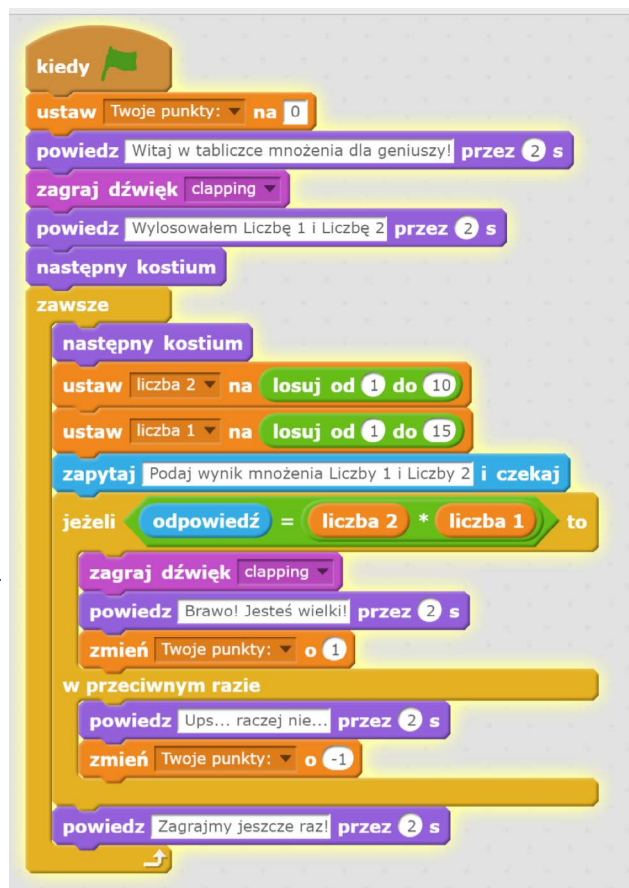 kiedy
ustaw Twoje punkty: na 0
powiedz Witaj w tabliczce mnożenia dla geniuszy! przez 2 s
zagraj dźwięk clapping
powiedz Wylosowałem Liczbę 1 i Liczbę 2 przez 2 s
następny kostium
zawsze
następny kostium
ustaw liczba 2 na losuj od 1 do 10
ustaw liczba 1 na losuj od 1 do 15
zapytaj Podaj wynik mnożenia Liczby 1 i Liczby 2 i czekaj
jeżeli odpowiedź = liczba 2 * liczba 1 to
zagraj dźwięk clapping
powiedz Brawo! Jesteś wielki! przez 2 s
zmień Twoje punkty: o 1
w przeciwnym razie
powiedz Ups... raczej nie... przez 2 s
zmień Twoje punkty: o -1
powiedz Zagrajmy jeszcze raz! przez 2 s